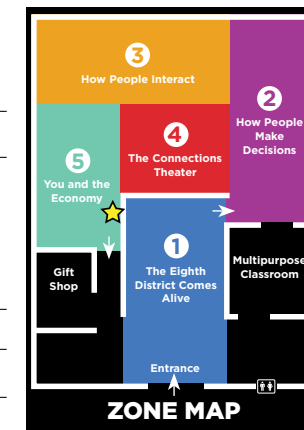 3
How People Interact
2
How People
Make
Decisions
4
The Connections
Theater
5
You and the
Economy
1
The Eighth
District Comes
Alive
Gift
Shop
Multipurpose
Classroom
Entrance
ZONE MAP